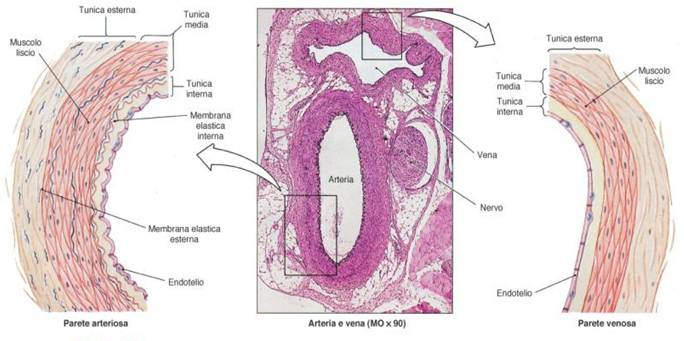 Tunica esterna
Tunica
media
Muscolo
liscio
Tunica
interna
Membrana
elastica
interna
Membrana elastica
esterna
Endotelio
Parete arteriosa
Arteria
Vena
Nervo
Arteria e vena (MO x 90)
Tunica esterna
Tunica
media
Tunica
interna
Muscolo
liscio
Endotelio
Parete venosa